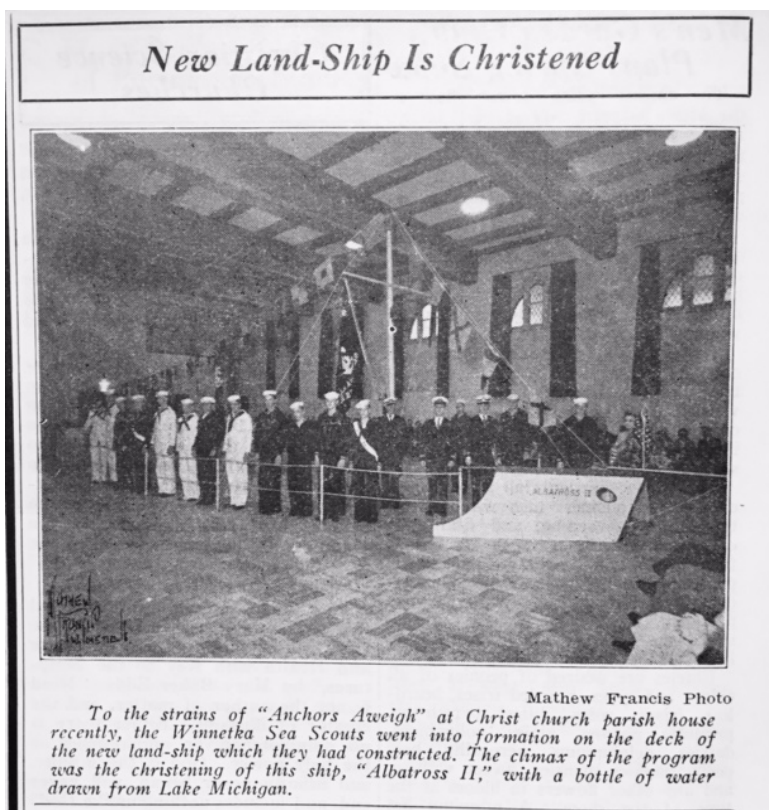 New Land-Ship Is Christened
ALBATROSS II
Mathew Francis Photo
To the strains of "Anchors Aweigh" at Christ church parish house
recently, the Winnetka Sea Scouts went into formation on the deck of
the new land-ship which they had constructed. The climax of the program
was the christening of this ship, "Albatross II," with a bottle of water
drawn from Lake Michigan.